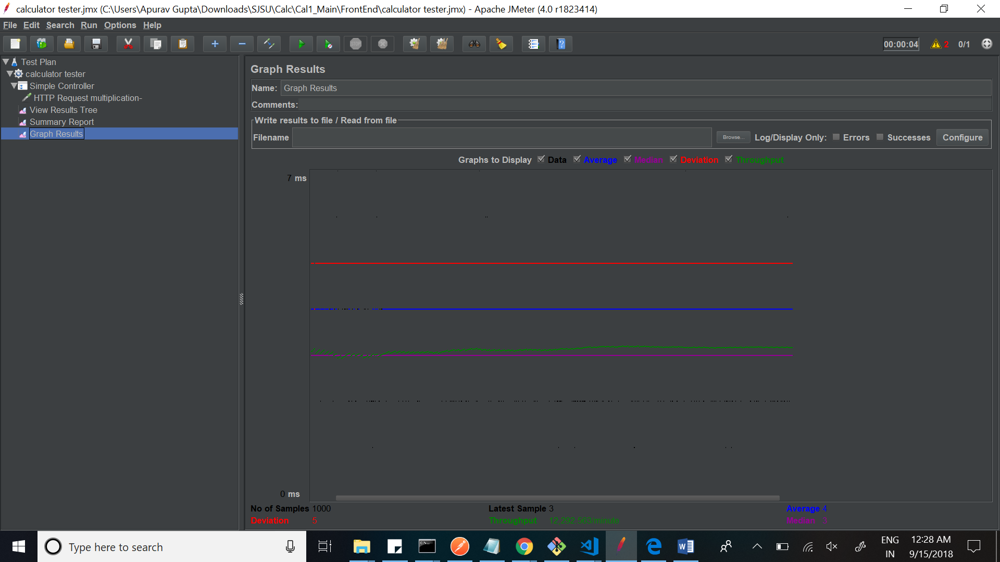 calculator tester.jmx (C:\Users\Apurav Gupta\Downloads\SJSU\Calc\Cal1_Main\FrontEnd\calculator tester.jmx) - Apache JMeter (4.0 r1823414)
File Edit Search Run Options Help
STOP
00:00:04 2 0/1
Test Plan
calculator tester
Simple Controller
HTTP Request multiplication-
View Results Tree
Summary Report
Graph Results
Graph Results
Name: Graph Results
Comments:
Write results to file / Read from file
Filename Browse... Log/Display Only: Errors Successes Configure
Graphs to Display Data Average Median Deviation Throughput
7 ms
0 ms
No of Samples 1000 Latest Sample 3 Average 4
Deviation 5 Throughput 12,292.563/minute Median 3
Type here to search
ENG
IN
12:28 AM
9/15/2018